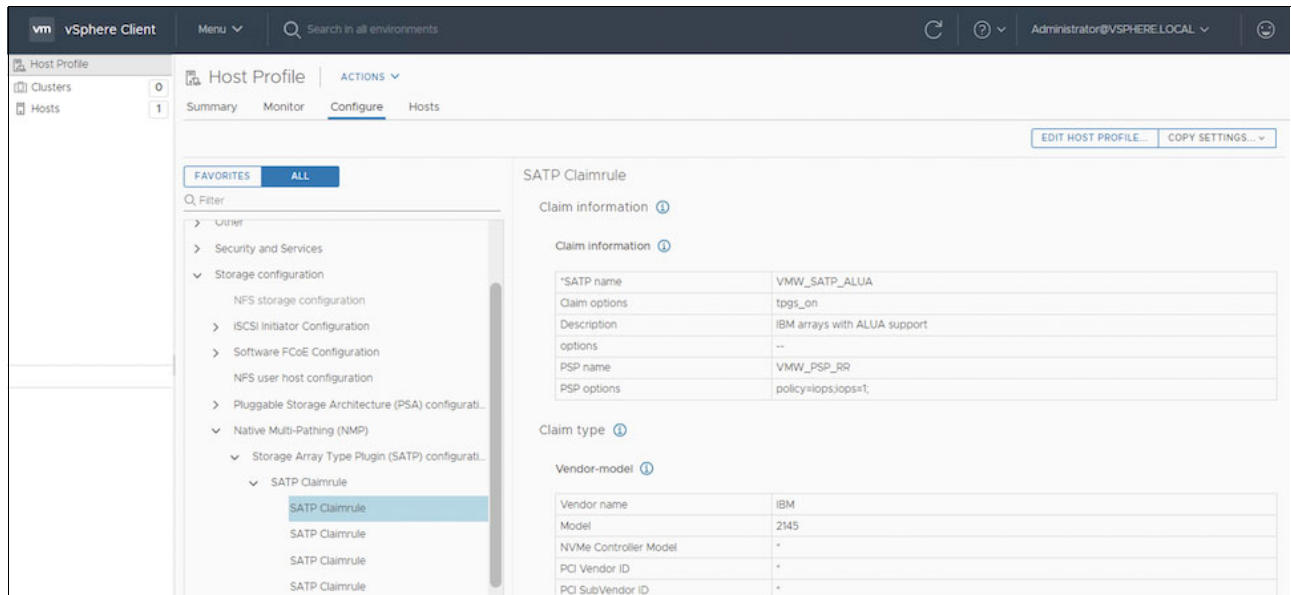 vm vSphere Client Menu Search in all environments Administrator@VSPHERE.LOCAL
Host Profile
Clusters 0
Hosts 1
Host Profile ACTIONS
Summary Monitor Configure Hosts
EDIT HOST PROFILE... COPY SETTINGS...
FAVORITES ALL
Filter
Other
Security and Services
Storage configuration
NFS storage configuration
iSCSI Initiator Configuration
Software FCoE Configuration
NFS user host configuration
Pluggable Storage Architecture (PSA) configurati...
Native Multi-Pathing (NMP)
Storage Array Type Plugin (SATP) configurati...
SATP Claimrule
SATP Claimrule
SATP Claimrule
SATP Claimrule
SATP Claimrule
SATP Claimrule
Claim information
Claim information
*SATP name VMW_SATP_ALUA
Claim options tpgs_on
Description IBM arrays with ALUA support
options --
PSP name VMW_PSP_RR
PSP options policy=iops;iops=1;
Claim type
Vendor-model
Vendor name IBM
Model 2145
NVMe Controller Model *
PCI Vendor ID *
PCI SubVendor ID *